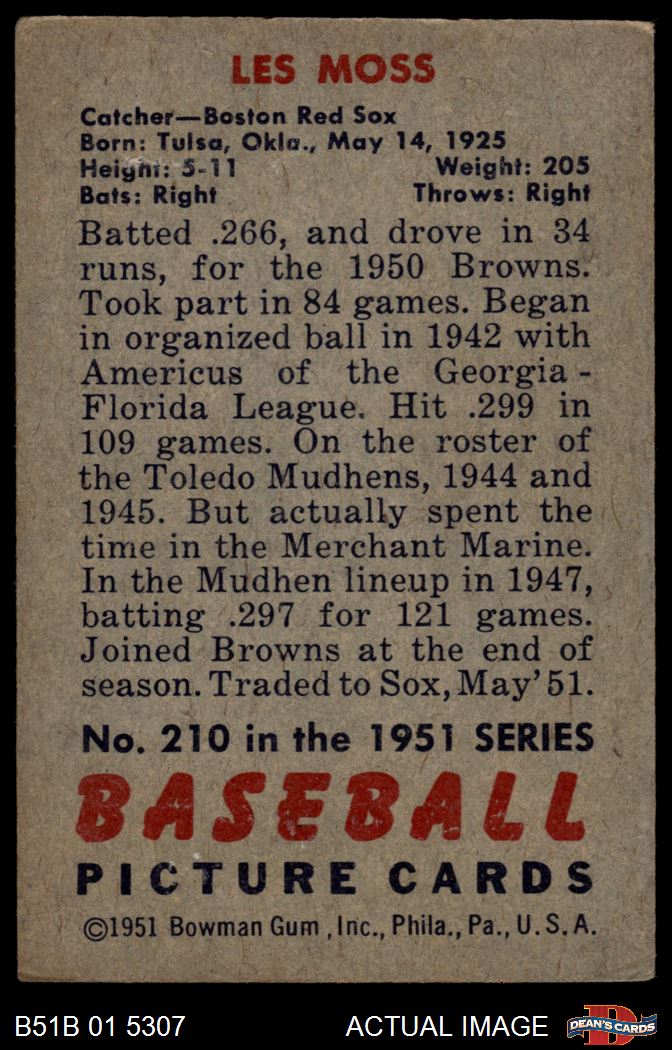 LES MOSS
Catcher—Boston Red Sox
Born: Tulsa, Okla., May 14, 1925
Height: 5-11 Weight: 205
Bats: Right Throws: Right
Batted .266, and drove in 34
runs, for the 1950 Browns.
Took part in 84 games. Began
in organized ball in 1942 with
Americus of the Georgia -
Florida League. Hit .299 in
109 games. On the roster of
the Toledo Mudhens, 1944 and
1945. But actually spent the
time in the Merchant Marine.
In the Mudhen lineup in 1947,
batting .297 for 121 games.
Joined Browns at the end of
season. Traded to Sox, May '51.
No. 210 in the 1951 SERIES
BASEBALL
PICTURE CARDS
©1951 Bowman Gum, Inc., Phila., Pa., U.S.A.
B51B 01 5307 ACTUAL IMAGE DEAN'S CARDS